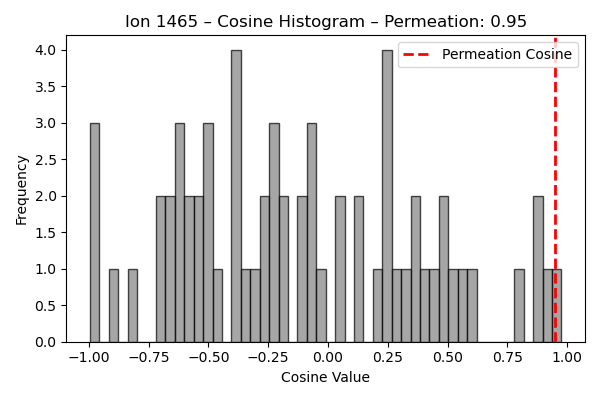 Ion 1465 – Cosine Histogram – Permeation: 0.95
Permeation Cosine
Frequency
4.0
3.5
3.0
2.5
2.0
1.5
1.0
0.5
0.0
−1.00 −0.75 −0.50 −0.25 0.00 0.25 0.50 0.75 1.00
Cosine Value